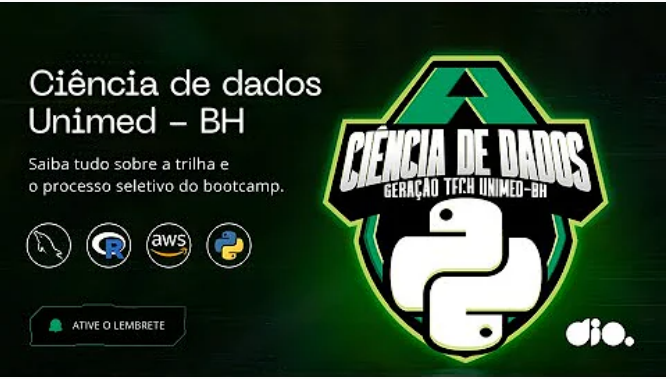 Ciência de dados
Unimed – BH
Saiba tudo sobre a trilha e
o processo seletivo do bootcamp.
R
aws
ATIVE O LEMBRETE
CIÊNCIA DE DADOS
GERAÇÃO TECH UNIMED-BH
dio.